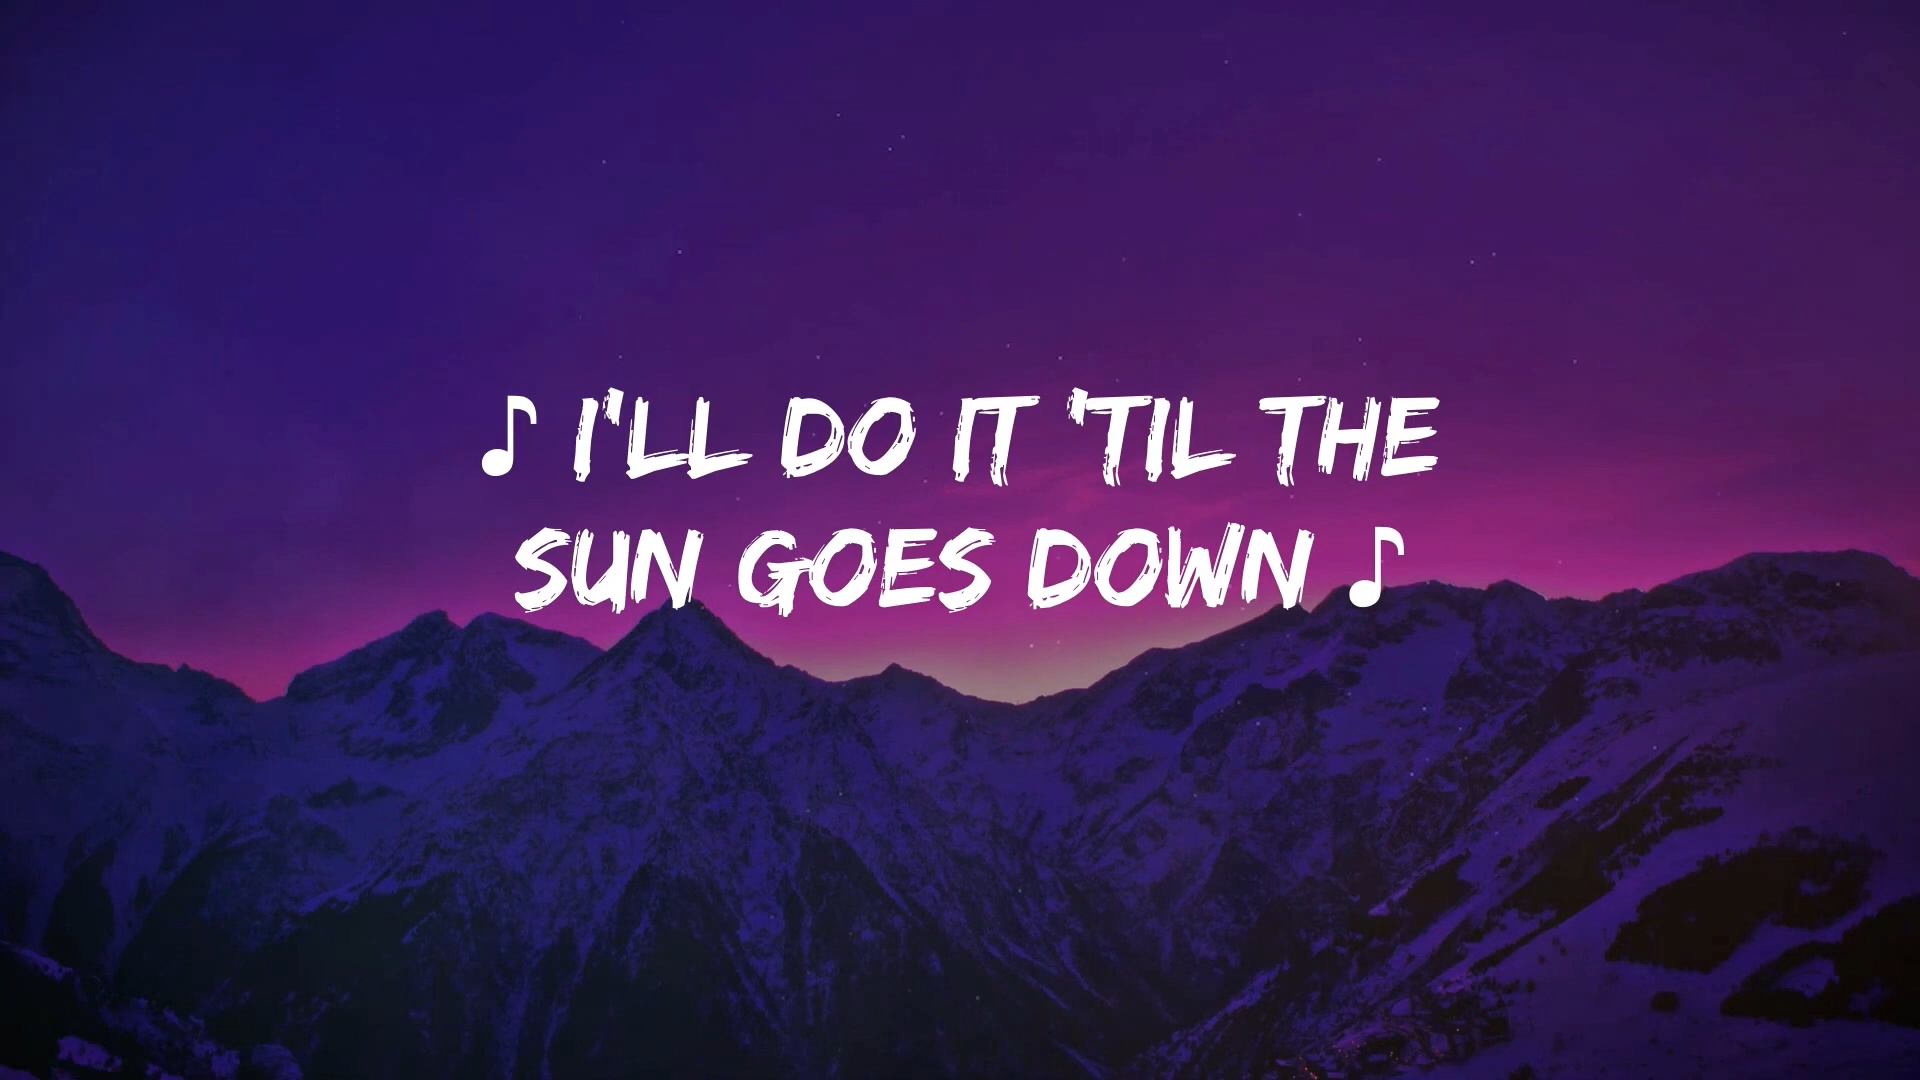 ♪ I'LL DO IT 'TIL THE
SUN GOES DOWN ♪